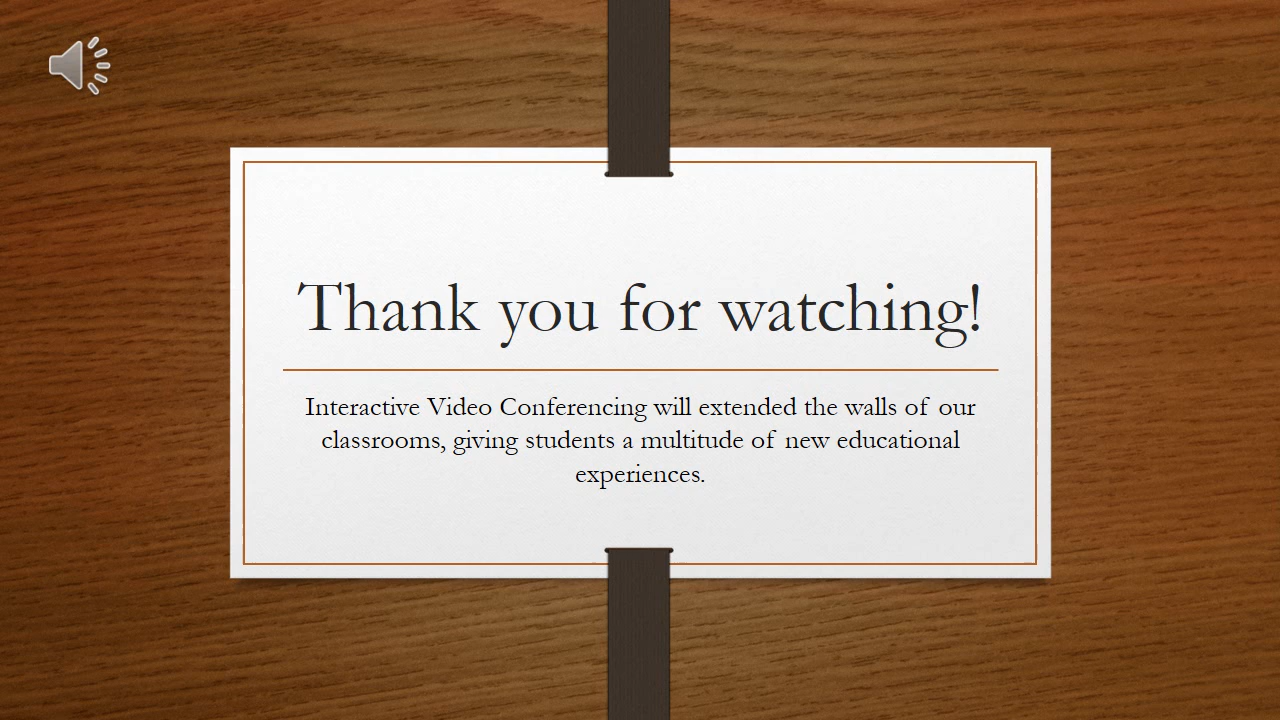 Thank you for watching!
Interactive Video Conferencing will extended the walls of our
classrooms, giving students a multitude of new educational
experiences.